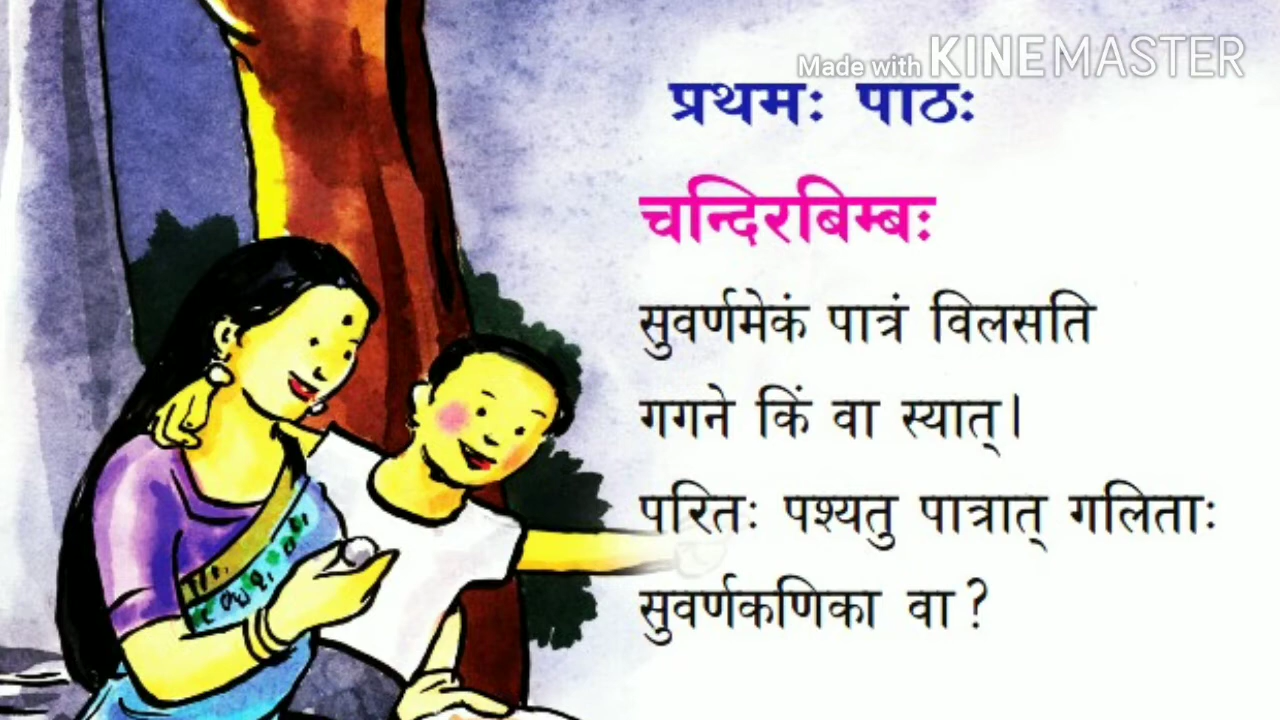 Made with KINEMASTER
प्रथमः पाठः
चन्दिरबिम्बः
सुवर्णमेकं पात्रं विलसति
गगने किं वा स्यात्।
परितः पश्यतु पात्रात् गलिताः
सुवर्णकणिका वा?